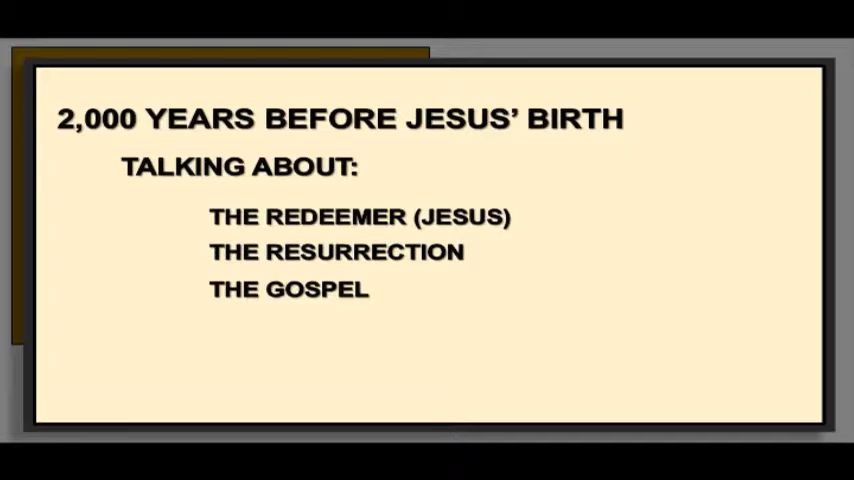 2,000 YEARS BEFORE JESUS’ BIRTH
TALKING ABOUT:
THE REDEEMER (JESUS)
THE RESURRECTION
THE GOSPEL